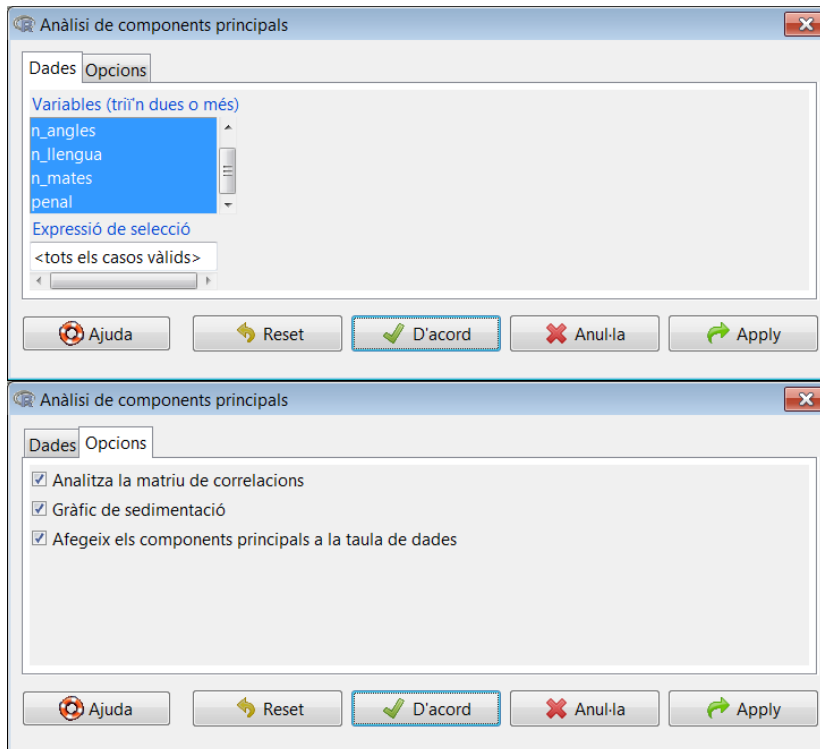 Anàlisi de components principals
Dades Opcions
Variables (triï'n dues o més)
n_angles
n_llengua
n_mates
penal
Expressió de selecció
<tots els casos vàlids>
Ajuda Reset D'acord Anul·la Apply
Anàlisi de components principals
Dades Opcions
Analitza la matriu de correlacions
Gràfic de sedimentació
Afegeix els components principals a la taula de dades
Ajuda Reset D'acord Anul·la Apply